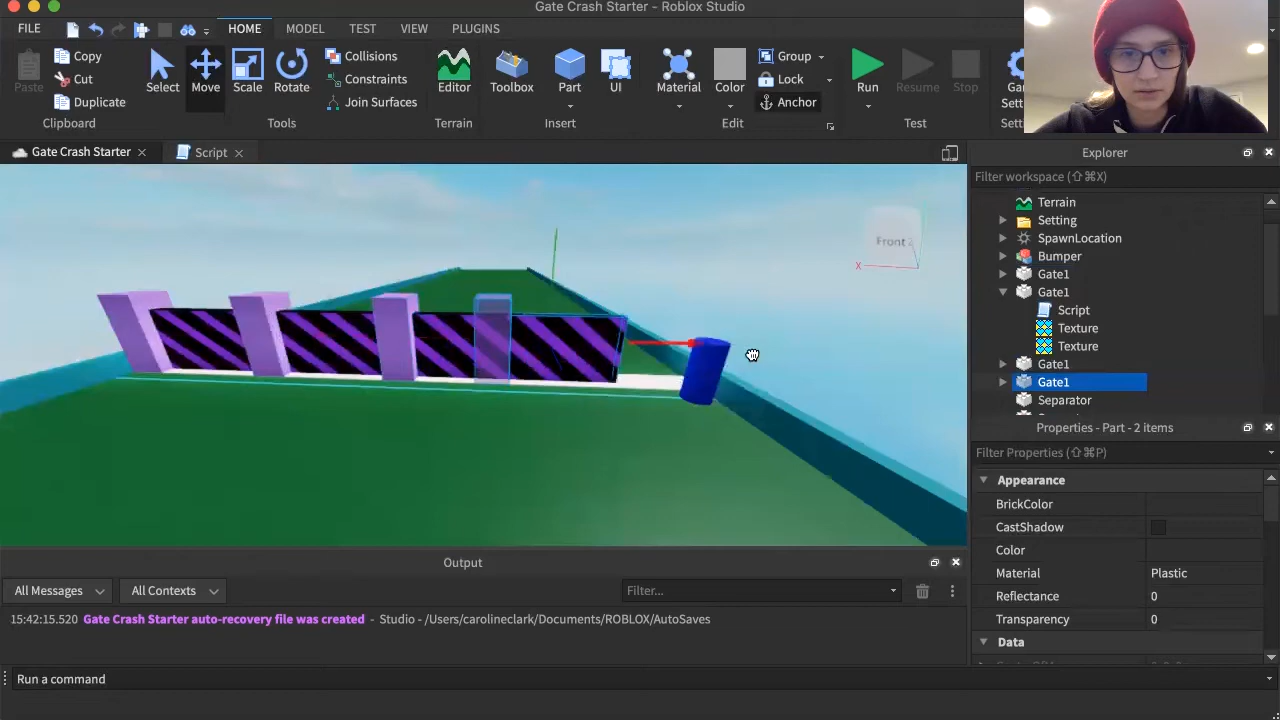 Gate Crash Starter - Roblox Studio
FILE
HOME
MODEL
TEST
VIEW
PLUGINS
Paste
Copy
Cut
Duplicate
Clipboard
Select
Move
Scale
Rotate
Collisions
Constraints
Join Surfaces
Tools
Editor
Terrain
Toolbox
Part
UI
Insert
Material
Color
Group
Lock
Anchor
Edit
Run
Resume
Stop
Test
Gate Crash Starter
Script
Front
X
Explorer
Filter workspace (⇧⌘X)
Terrain
Setting
SpawnLocation
Bumper
Gate1
Gate1
Script
Texture
Texture
Gate1
Gate1
Separator
Properties - Part - 2 items
Filter Properties (⇧⌘P)
Appearance
BrickColor
CastShadow
Color
Material Plastic
Reflectance 0
Transparency 0
Data
Output
All Messages
All Contexts
Filter...
15:42:15.520 Gate Crash Starter auto-recovery file was created - Studio - /Users/carolineclark/Documents/ROBLOX/AutoSaves
Run a command